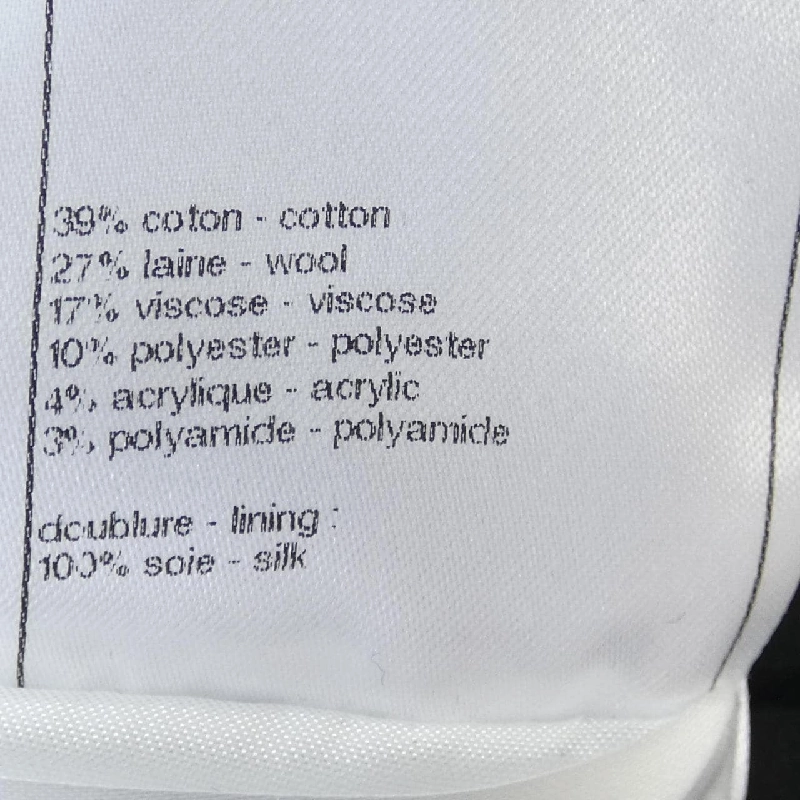 39% coton - cotton
27% laine - wool
17% viscose - viscose
10% polyester - polyester
4% acrylique - acrylic
3% polyamide - polyamide
doublure - lining :
100% soie - silk